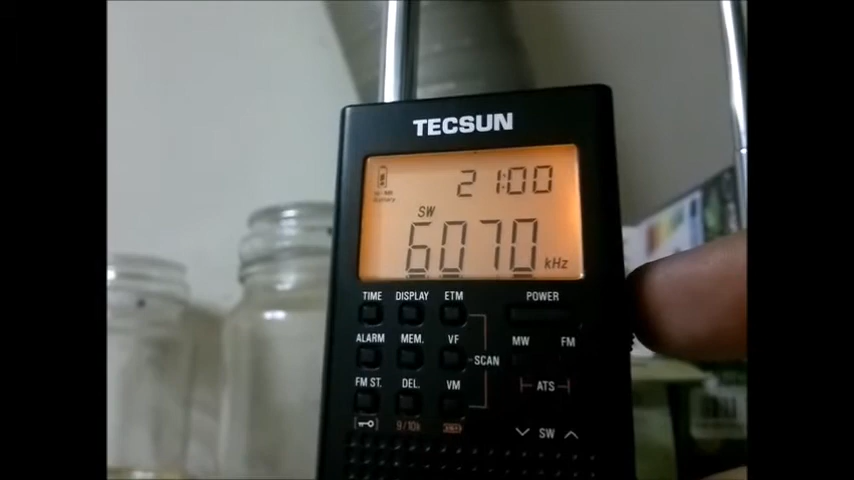 TECSUN
21:00
SW
6070 kHz
TIME DISPLAY ETM POWER
ALARM MEM. VF MW FM
SCAN
FM ST. DEL. VM ATS
9/10k
SW